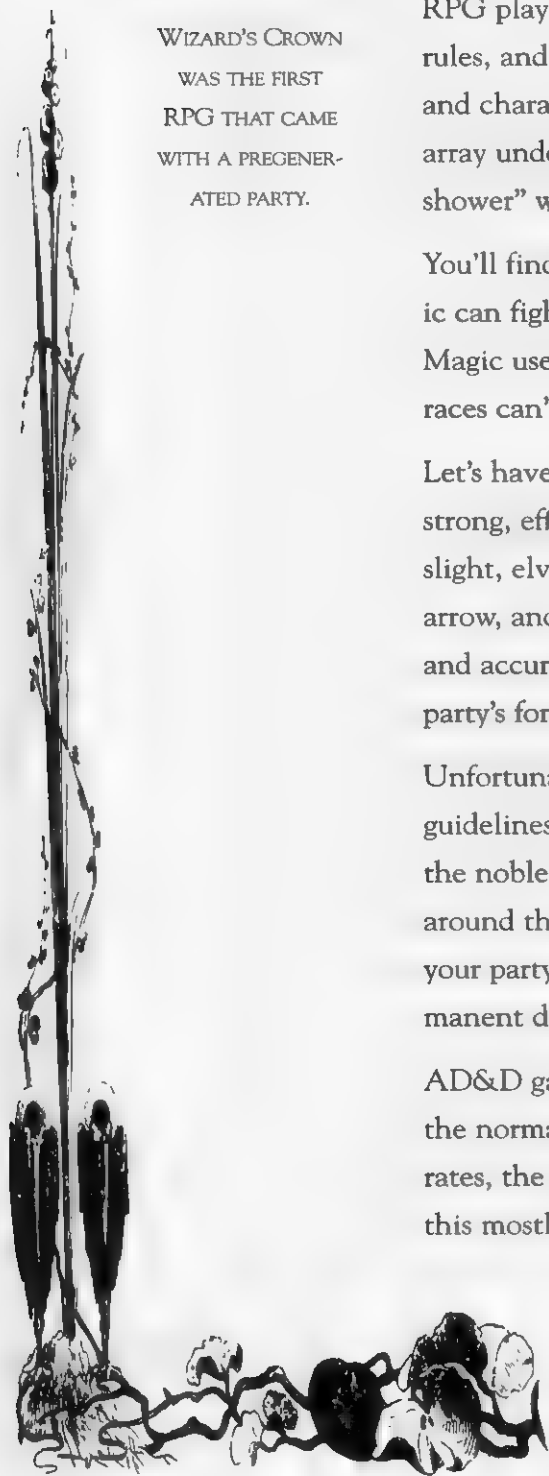 WIZARD'S CROWN
WAS THE FIRST
RPG THAT CAME
WITH A PREGENER-
ATED PARTY.
RPG play
rules, and
and chara
array unde
shower" w
You'll find
ic can figh
Magic use
races can'
Let's have
strong, eff
slight, elv
arrow, and
and accur
party's for
Unfortuna
guidelines
the noble
around th
your party
manent d
AD&D ga
the norma
rates, the
this mostl